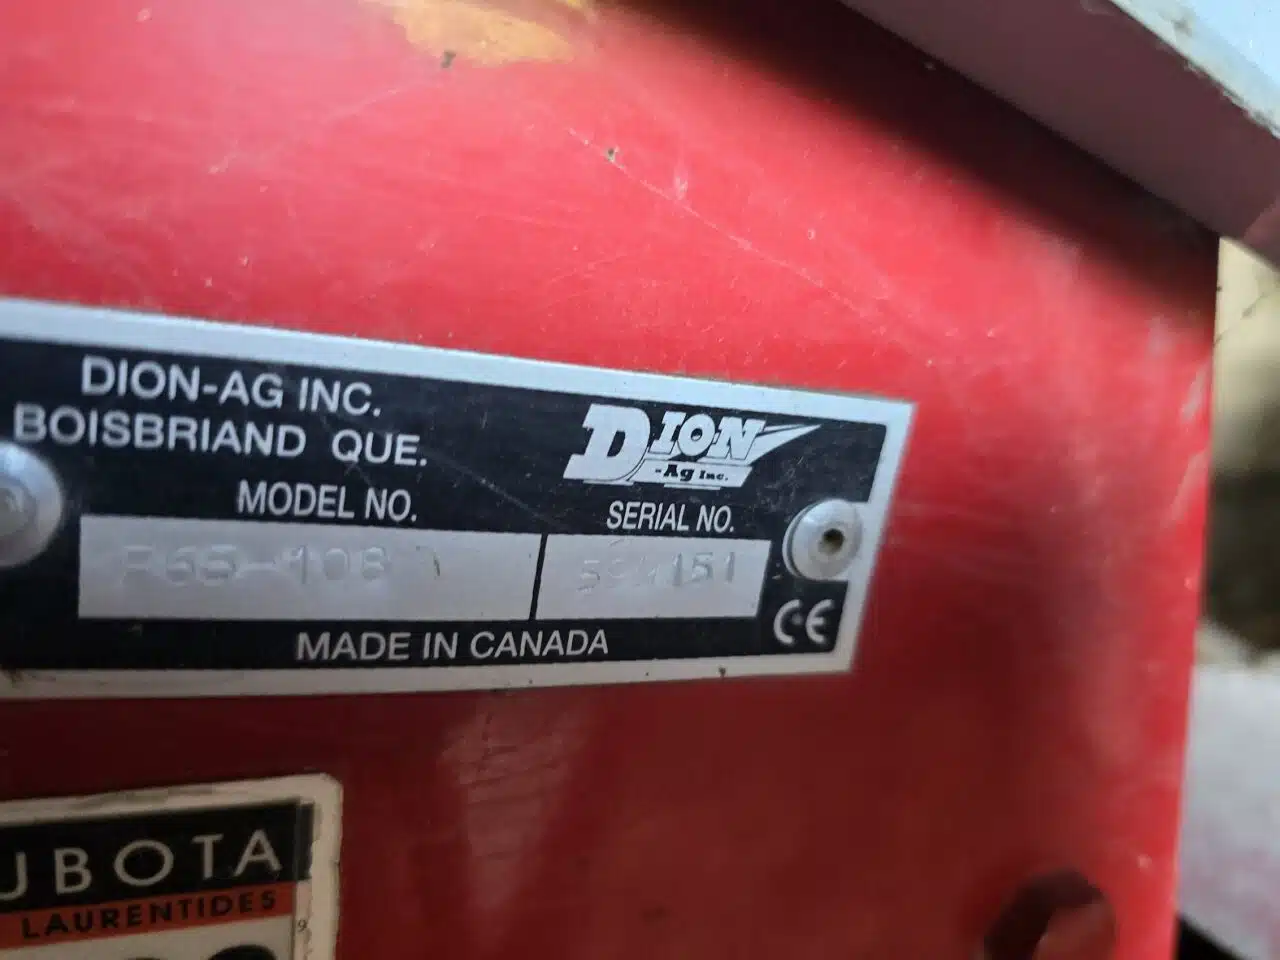 DION-AG INC.
BOISBRIAND QUE.
DION
-Ag Inc.
MODEL NO.
SERIAL NO.
MADE IN CANADA
CE
UBOTA
LAURENTIDES